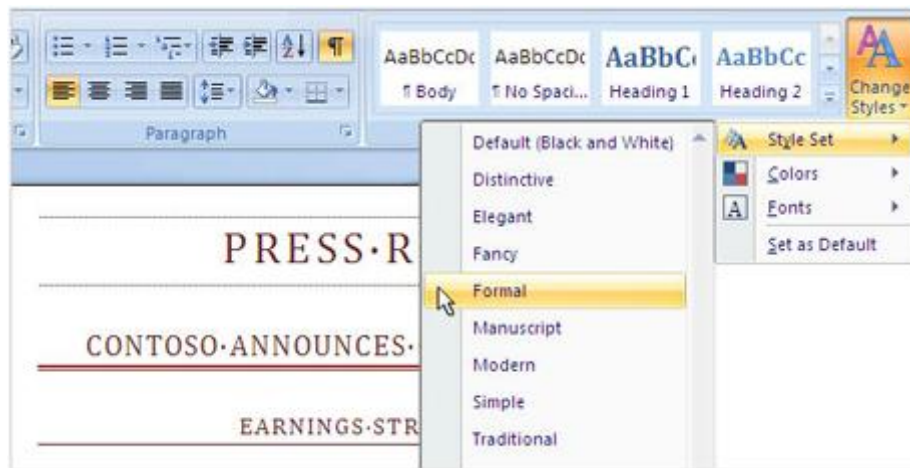 AaBbCcDc AaBbCcDc AaBbC AaBbCc
¶ Body ¶ No Spaci... Heading 1 Heading 2
Change
Styles
Paragraph
Style Set
Colors
Fonts
Set as Default
Default (Black and White)
Distinctive
Elegant
Fancy
Formal
Manuscript
Modern
Simple
Traditional
PRESS·R
CONTOSO·ANNOUNCES·
EARNINGS·STR